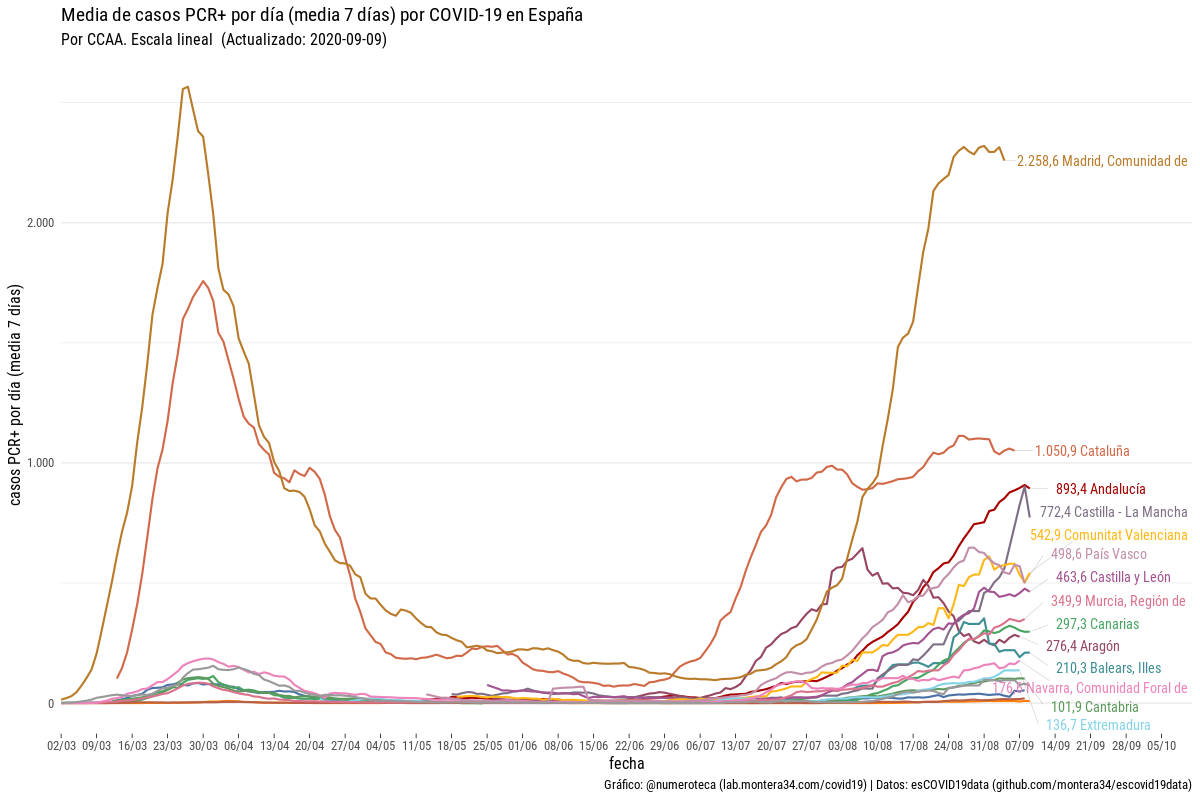 Media de casos PCR+ por día (media 7 días) por COVID-19 en España
Por CCAA. Escala lineal (Actualizado: 2020-09-09)
casos PCR+ por día (media 7 días)
2.000
1.000
0
2.258,6 Madrid, Comunidad de
1.050,9 Cataluña
893,4 Andalucía
772,4 Castilla - La Mancha
542,9 Comunitat Valenciana
498,6 País Vasco
463,6 Castilla y León
349,9 Murcia, Región de
297,3 Canarias
276,4 Aragón
210,3 Balears, Illes
Navarra, Comunidad Foral de
101,9 Cantabria
136,7 Extremadura
02/03 09/03 16/03 23/03 30/03 06/04 13/04 20/04 27/04 04/05 11/05 18/05 25/05 01/06 08/06 15/06 22/06 29/06 06/07 13/07 20/07 27/07 03/08 10/08 17/08 24/08 31/08 07/09 14/09 21/09 28/09 05/10
fecha
Gráfico: @numeroteca (lab.montera34.com/covid19) | Datos: esCOVID19data (github.com/montera34/escovid19data)